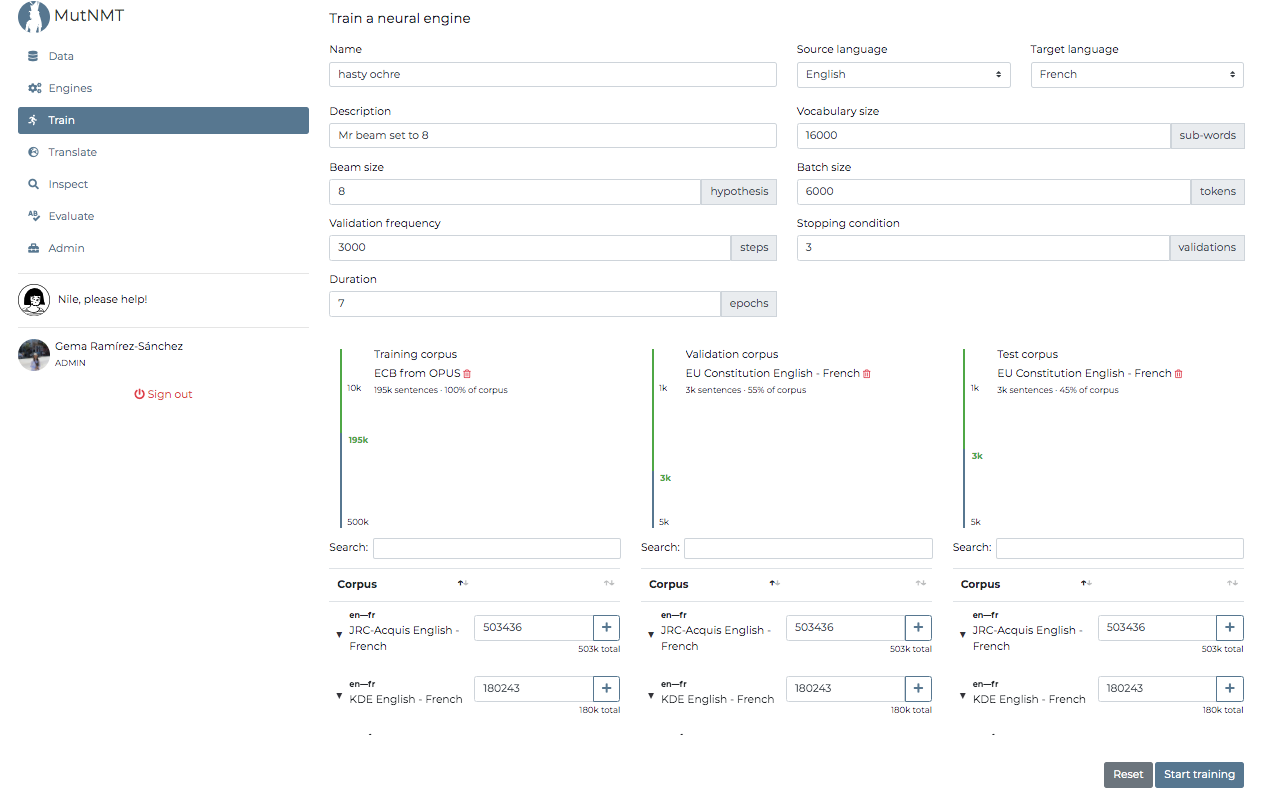 MutNMT
Data
Engines
Train
Translate
Inspect
Evaluate
Admin
Nile, please help!
Gema Ramírez-Sánchez
ADMIN
Sign out
Train a neural engine
Name
hasty ochre
Source language
English
Target language
French
Description
Mr beam set to 8
Vocabulary size
16000 sub-words
Beam size
8 hypothesis
Batch size
6000 tokens
Validation frequency
3000 steps
Stopping condition
3 validations
Duration
7 epochs
Training corpus
ECB from OPUS
195k sentences · 100% of corpus
10k
195k
500k
Validation corpus
EU Constitution English - French
3k sentences · 55% of corpus
1k
3k
5k
Test corpus
EU Constitution English - French
3k sentences · 45% of corpus
1k
3k
5k
Search:
Corpus
en—fr
JRC-Acquis English -
French
503436 +
503k total
en—fr
KDE English - French
180243 +
180k total
Search:
Corpus
en—fr
JRC-Acquis English -
French
503436 +
503k total
en—fr
KDE English - French
180243 +
180k total
Search:
Corpus
en—fr
JRC-Acquis English -
French
503436 +
503k total
en—fr
KDE English - French
180243 +
180k total
Reset
Start training